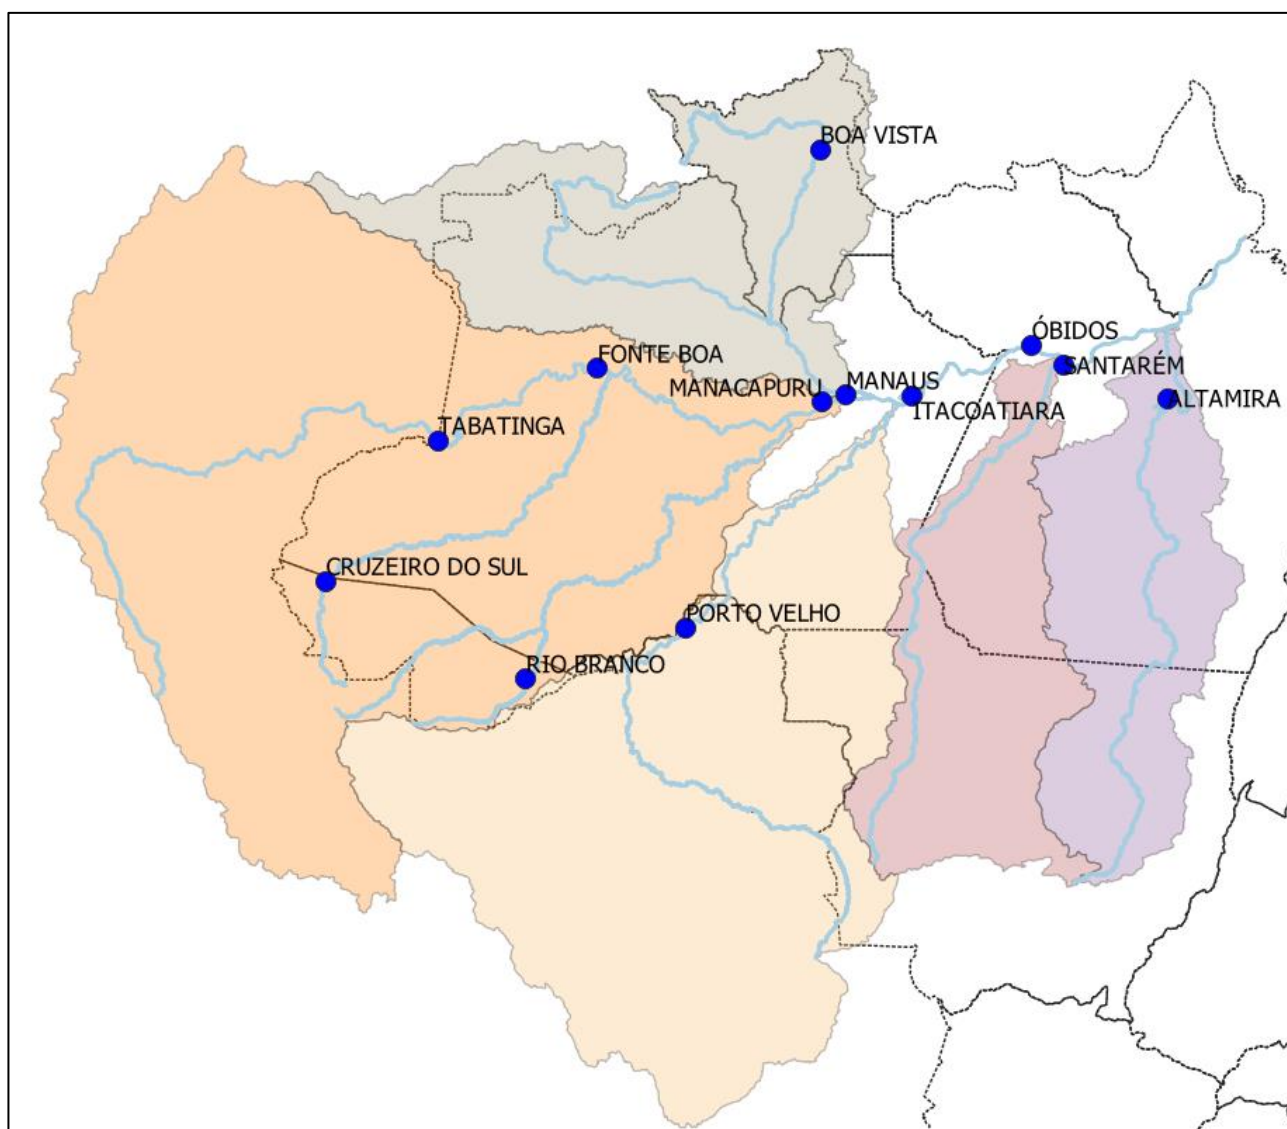 BOA VISTA
ÓBIDOS
FONTE BOA
SANTARÉM
MANACAPURU
MANAUS
ALTAMIRA
ITACOATIARA
TABATINGA
CRUZEIRO DO SUL
PORTO VELHO
RIO BRANCO